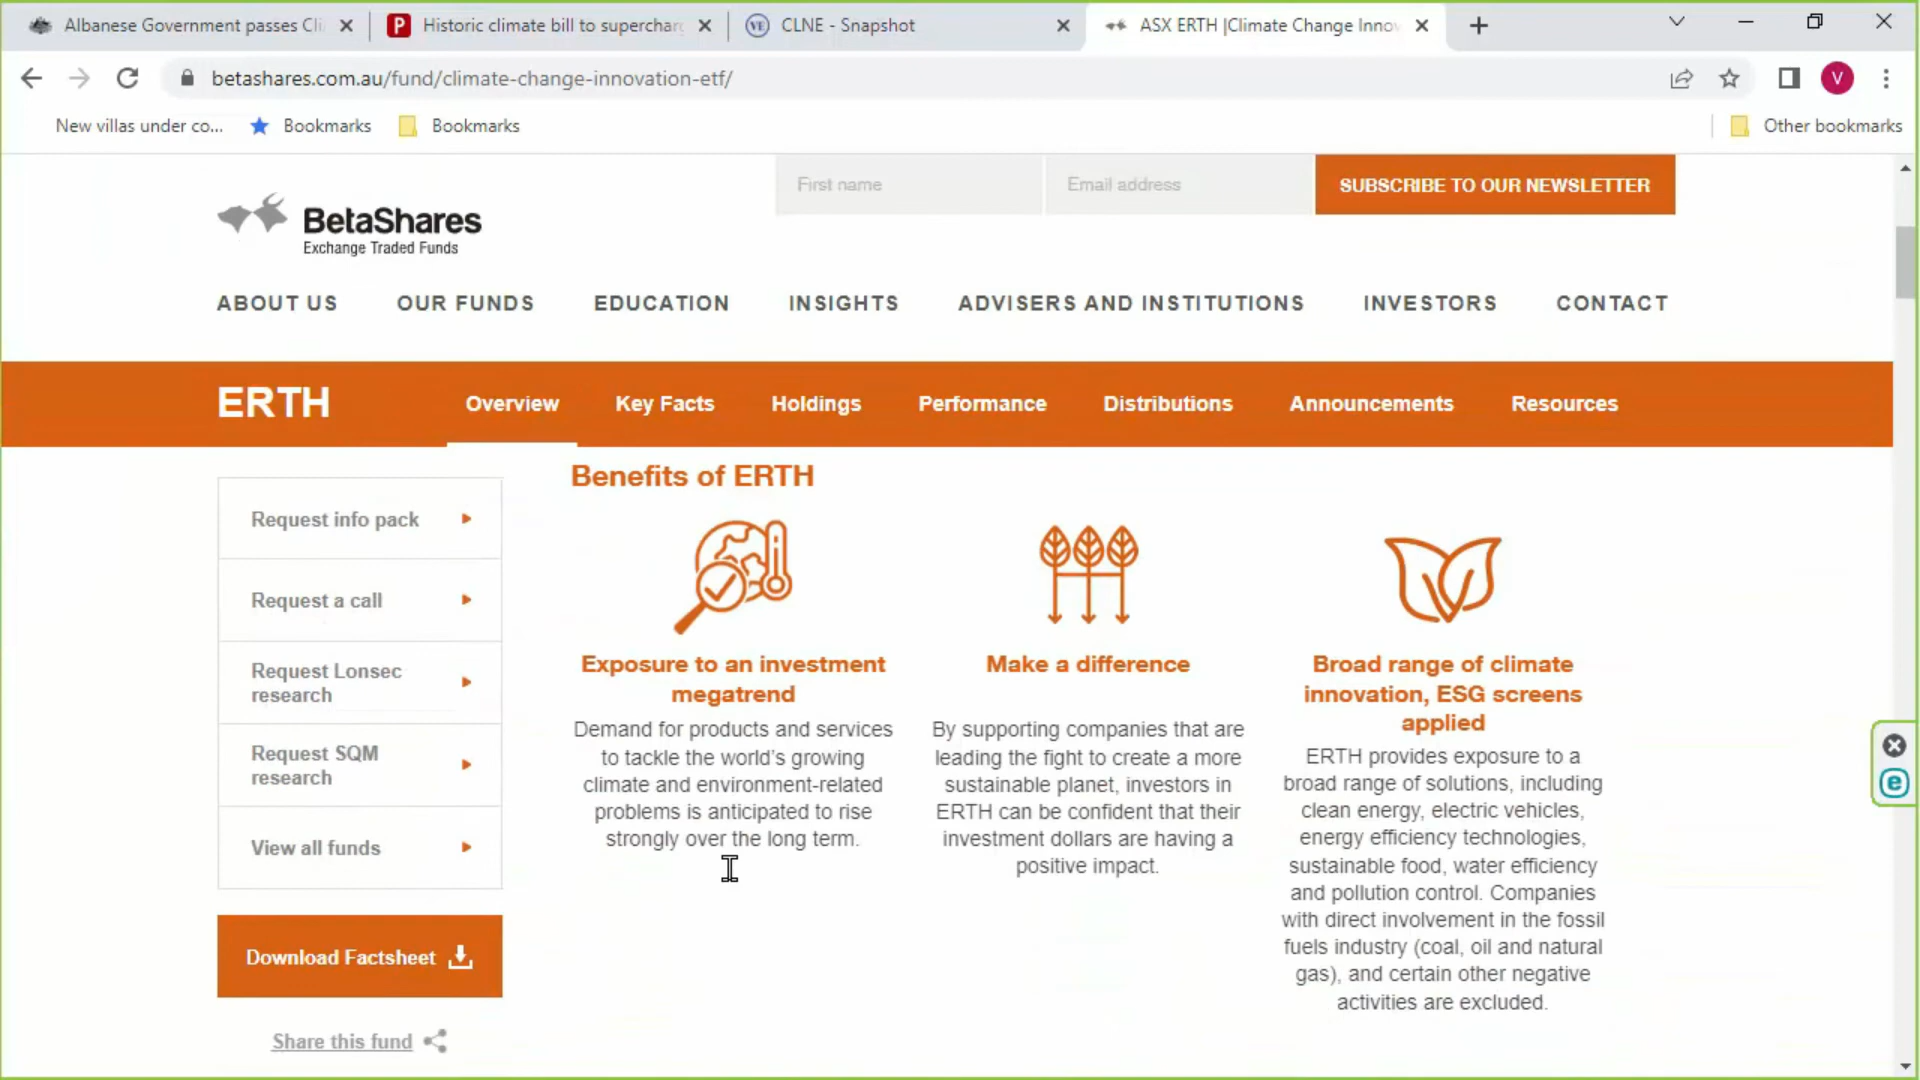 Albanese Government passes Cli
Historic climate bill to supercharg
VE
CLNE - Snapshot
ASX ERTH |Climate Change Innov
betashares.com.au/fund/climate-change-innovation-etf/
V
New villas under co...
Bookmarks
Bookmarks
Other bookmarks
First name
Email address
SUBSCRIBE TO OUR NEWSLETTER
BetaShares
Exchange Traded Funds
ABOUT US
OUR FUNDS
EDUCATION
INSIGHTS
ADVISERS AND INSTITUTIONS
INVESTORS
CONTACT
ERTH
Overview
Key Facts
Holdings
Performance
Distributions
Announcements
Resources
Request info pack
Request a call
Request Lonsec
research
Request SQM
research
View all funds
Download Factsheet
Share this fund
Benefits of ERTH
Exposure to an investment
megatrend
Demand for products and services
to tackle the world's growing
climate and environment-related
problems is anticipated to rise
strongly over the long term.
Make a difference
By supporting companies that are
leading the fight to create a more
sustainable planet, investors in
ERTH can be confident that their
investment dollars are having a
positive impact.
Broad range of climate
innovation, ESG screens
applied
ERTH provides exposure to a
broad range of solutions, including
clean energy, electric vehicles,
energy efficiency technologies,
sustainable food, water efficiency
and pollution control. Companies
with direct involvement in the fossil
fuels industry (coal, oil and natural
gas), and certain other negative
activities are excluded.